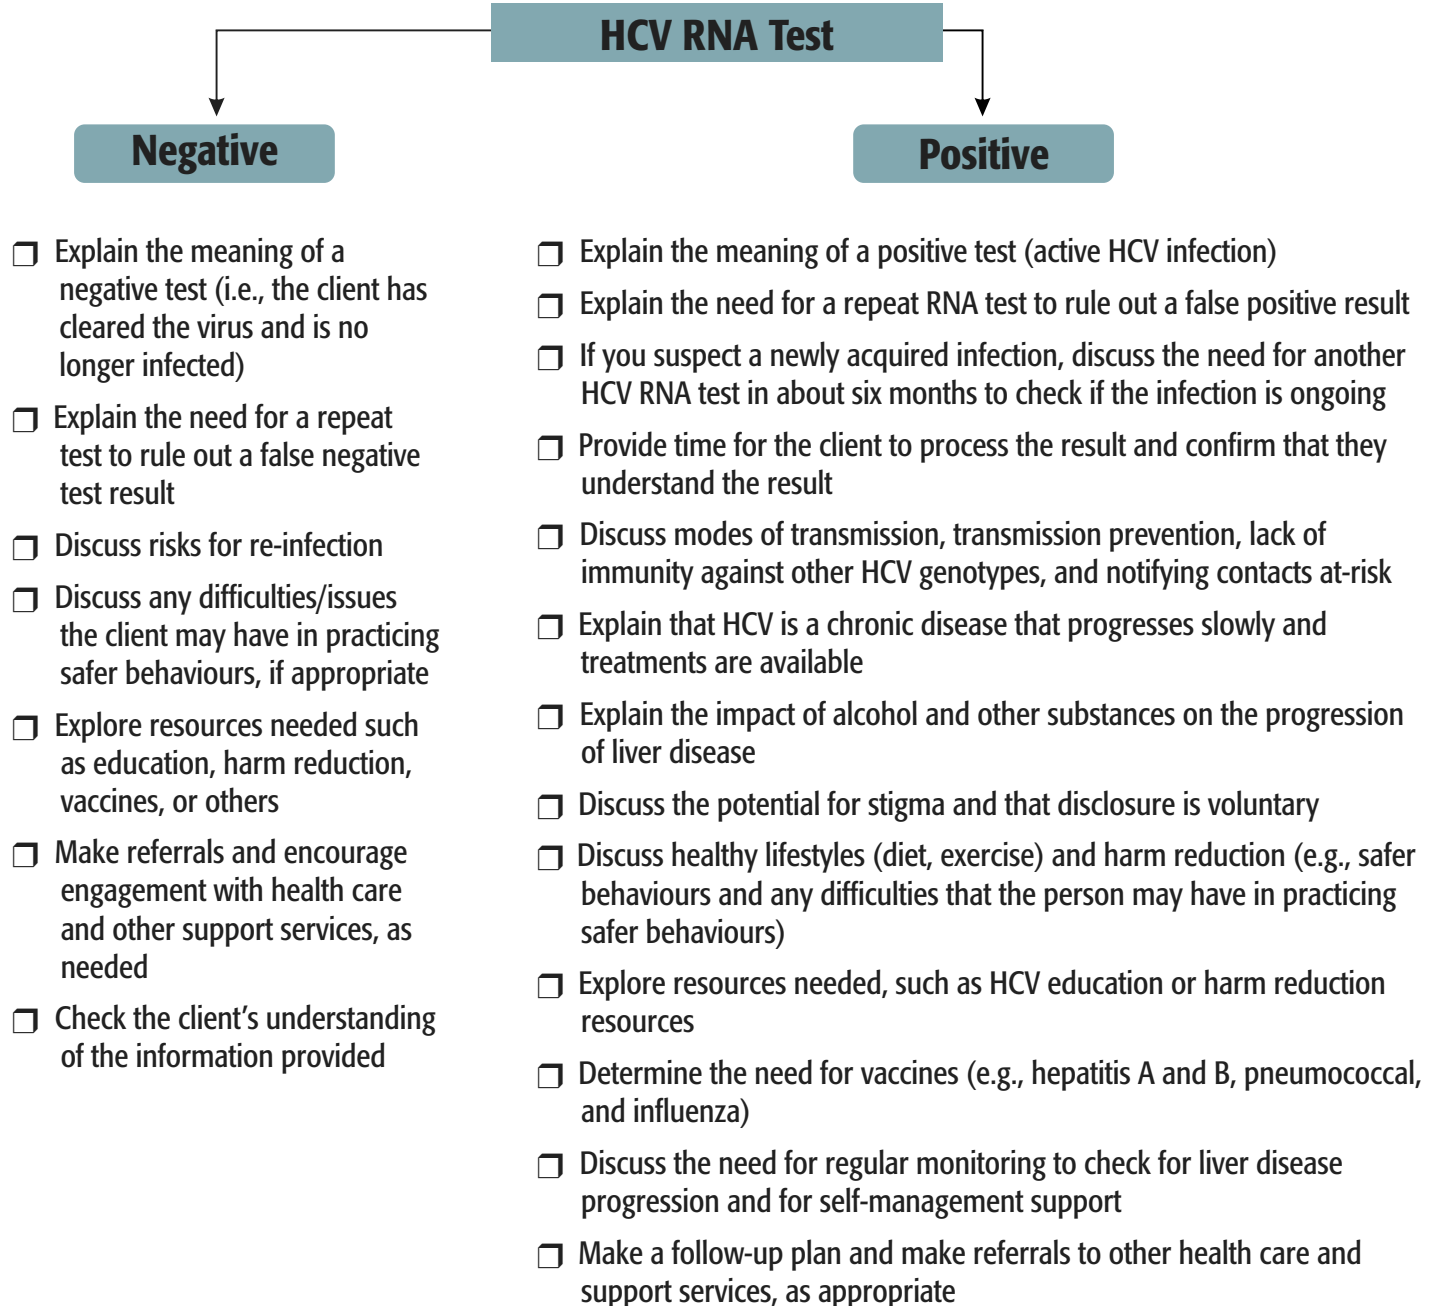 HCV RNA Test
Negative
Positive
❒ Explain the meaning of a
negative test (i.e., the client has
cleared the virus and is no
longer infected)
❒ Explain the need for a repeat
test to rule out a false negative
test result
❒ Discuss risks for re-infection
❒ Discuss any difficulties/issues
the client may have in practicing
safer behaviours, if appropriate
❒ Explore resources needed such
as education, harm reduction,
vaccines, or others
❒ Make referrals and encourage
engagement with health care
and other support services, as
needed
❒ Check the client's understanding
of the information provided
❒ Explain the meaning of a positive test (active HCV infection)
❒ Explain the need for a repeat RNA test to rule out a false positive result
❒ If you suspect a newly acquired infection, discuss the need for another
HCV RNA test in about six months to check if the infection is ongoing
❒ Provide time for the client to process the result and confirm that they
understand the result
❒ Discuss modes of transmission, transmission prevention, lack of
immunity against other HCV genotypes, and notifying contacts at-risk
❒ Explain that HCV is a chronic disease that progresses slowly and
treatments are available
❒ Explain the impact of alcohol and other substances on the progression
of liver disease
❒ Discuss the potential for stigma and that disclosure is voluntary
❒ Discuss healthy lifestyles (diet, exercise) and harm reduction (e.g., safer
behaviours and any difficulties that the person may have in practicing
safer behaviours)
❒ Explore resources needed, such as HCV education or harm reduction
resources
❒ Determine the need for vaccines (e.g., hepatitis A and B, pneumococcal,
and influenza)
❒ Discuss the need for regular monitoring to check for liver disease
progression and for self-management support
❒ Make a follow-up plan and make referrals to other health care and
support services, as appropriate